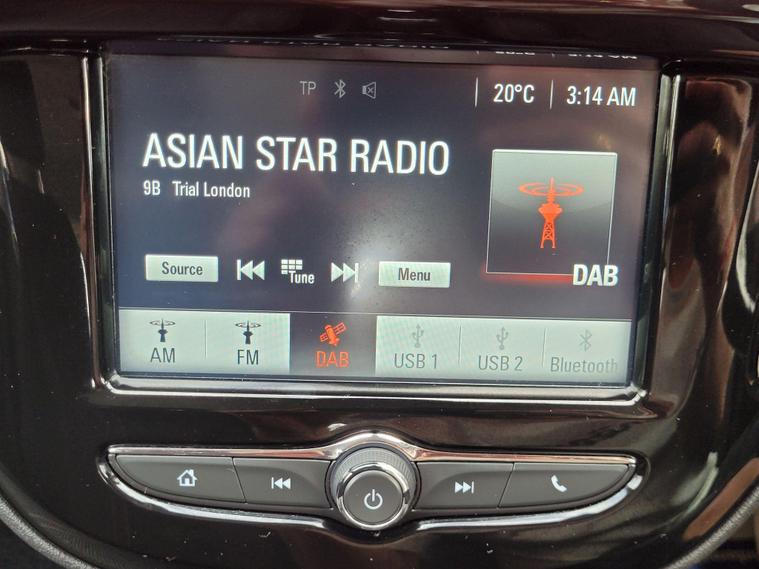 TP
20°C
3:14 AM
ASIAN STAR RADIO
9B Trial London
Source
Tune
Menu
DAB
AM
FM
DAB
USB 1
USB 2
Bluetooth